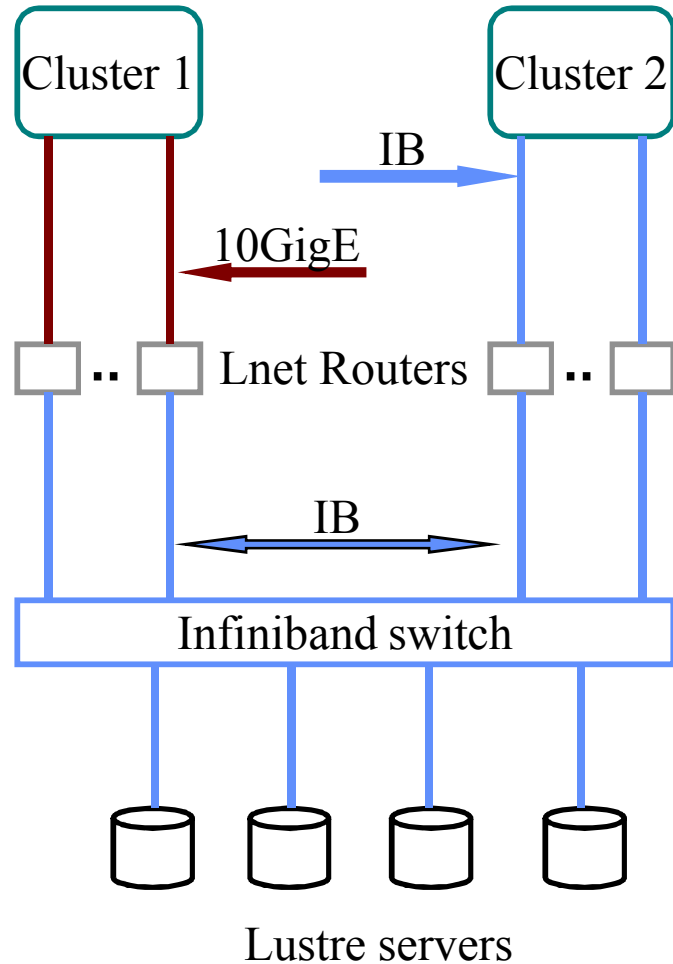 Cluster 1
Cluster 2
IB
10GigE
.. Lnet Routers ..
IB
Infiniband switch
Lustre servers